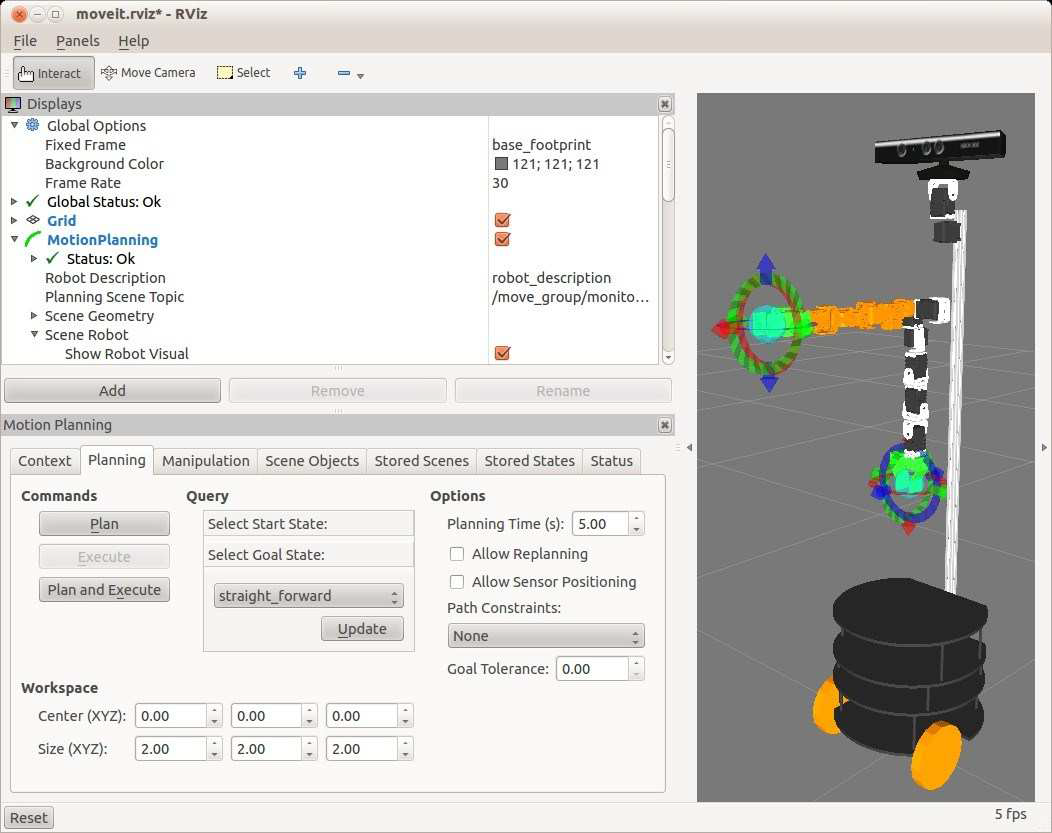 moveit.rviz* - RViz
File Panels Help
Interact Move Camera Select
Displays
Global Options
Fixed Frame base_footprint
Background Color 121; 121; 121
Frame Rate 30
Global Status: Ok
Grid
MotionPlanning
Status: Ok
Robot Description robot_description
Planning Scene Topic /move_group/monito...
Scene Geometry
Scene Robot
Show Robot Visual
Add Remove Rename
Motion Planning
Context Planning Manipulation Scene Objects Stored Scenes Stored States Status
Commands Query Options
Plan Select Start State: Planning Time (s): 5.00
Execute Select Goal State: Allow Replanning
Plan and Execute straight_forward Allow Sensor Positioning
Update Path Constraints:
None
Goal Tolerance: 0.00
Workspace
Center (XYZ): 0.00 0.00 0.00
Size (XYZ): 2.00 2.00 2.00
Reset 5 fps